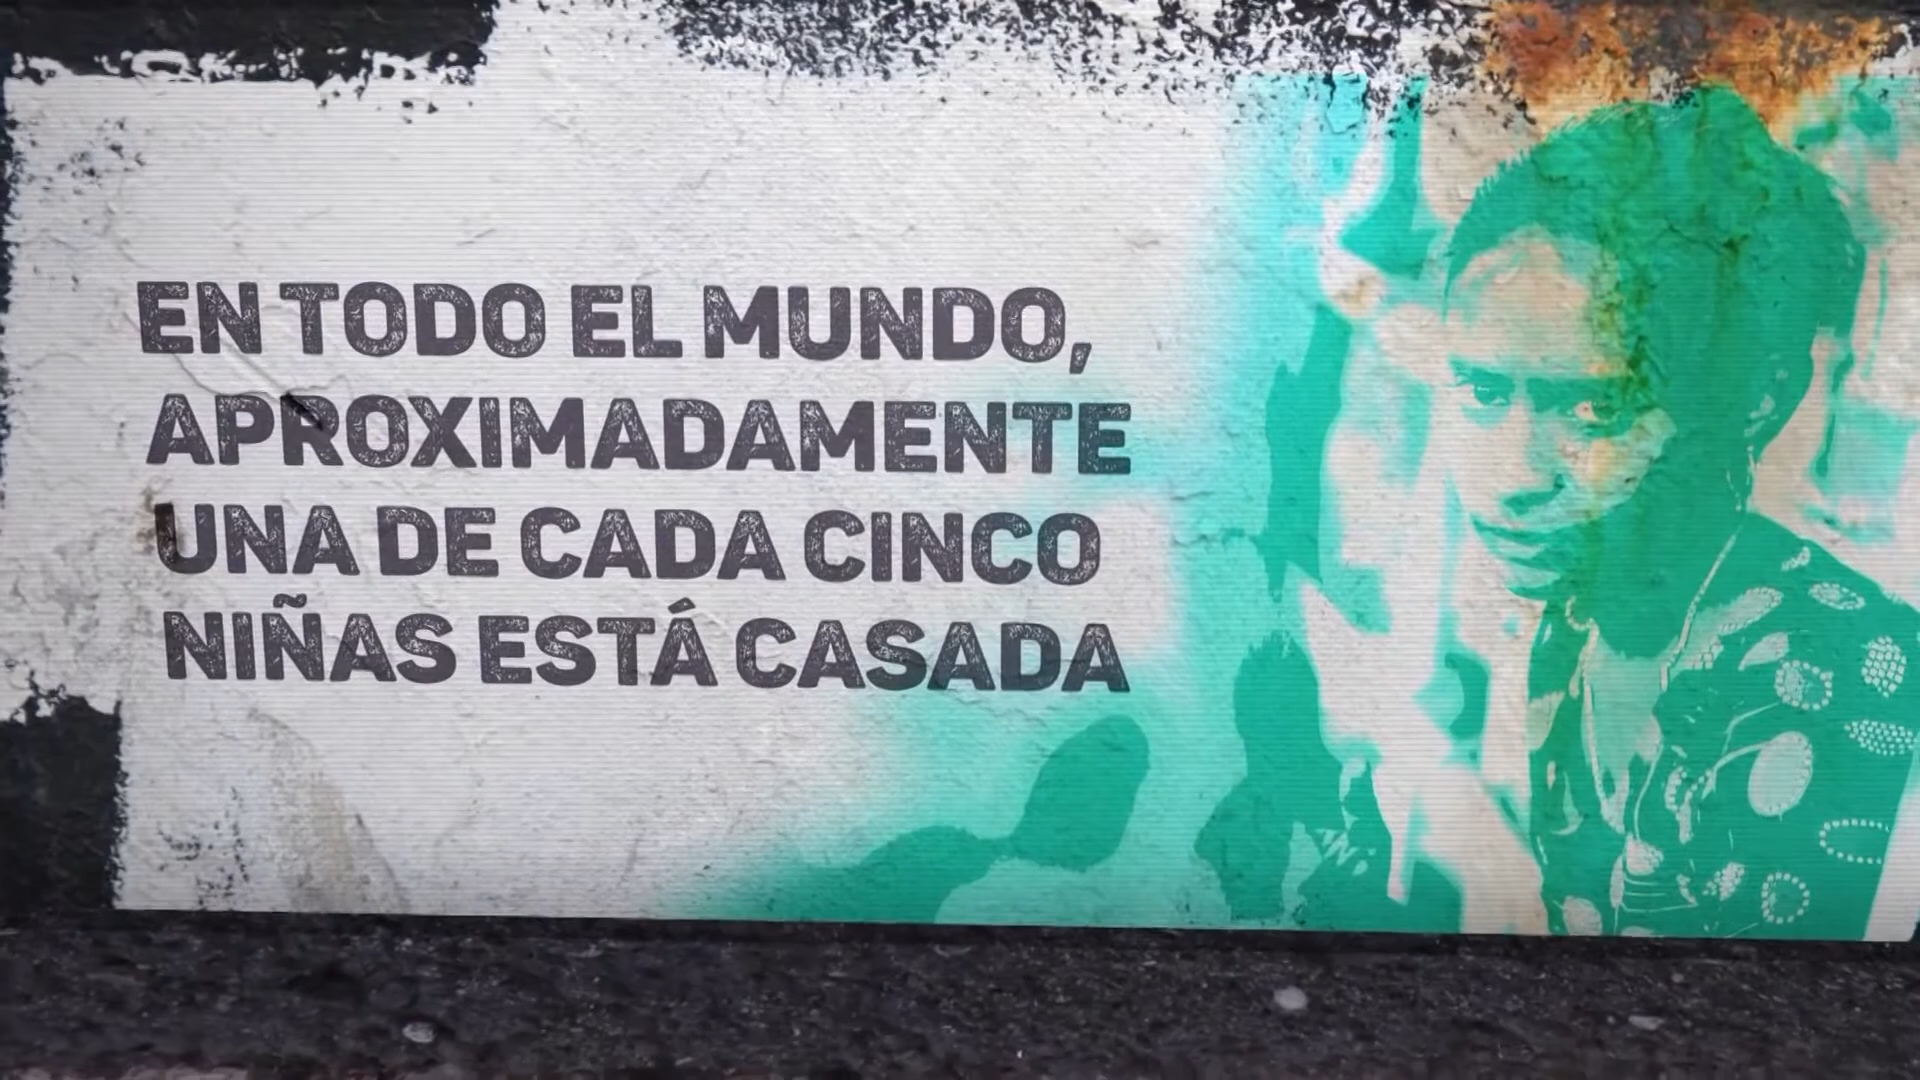 EN TODO EL MUNDO,
APROXIMADAMENTE
UNA DE CADA CINCO
NIÑAS ESTÁ CASADA